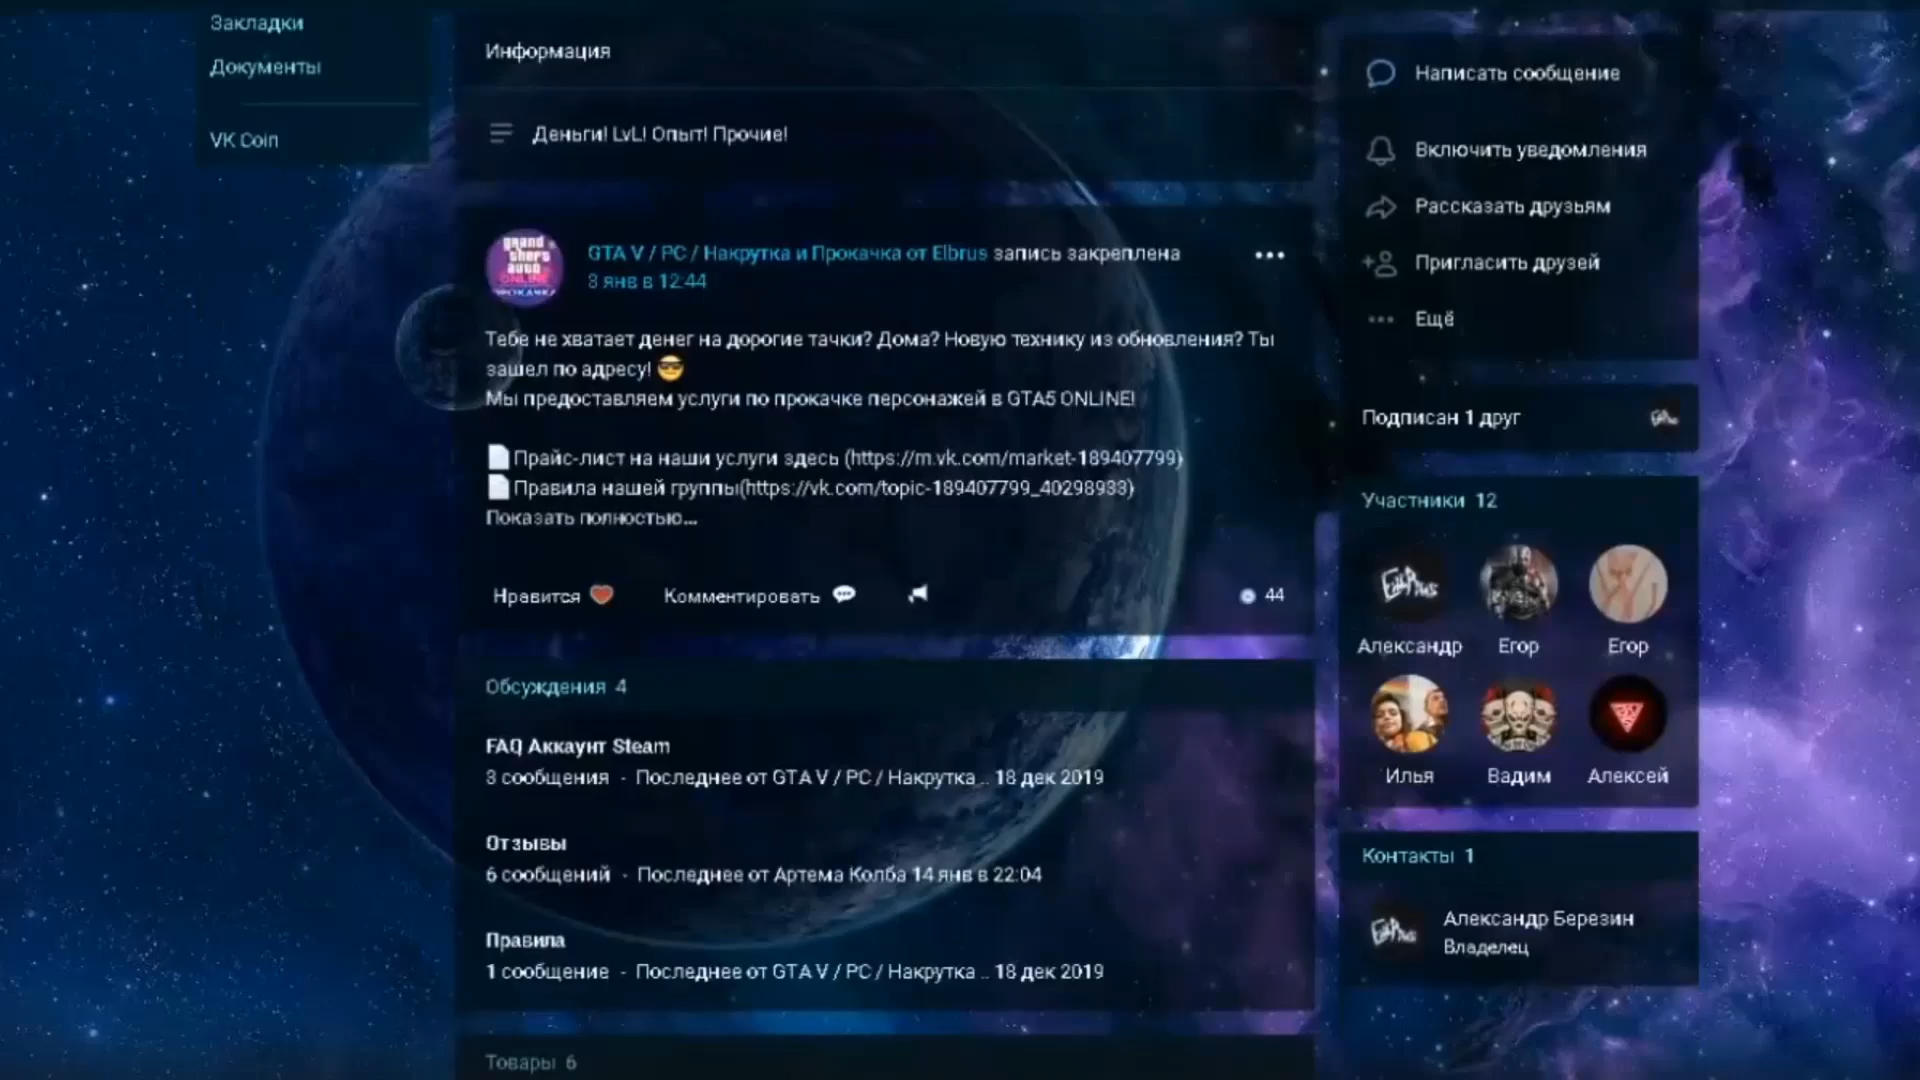 Закладки
Документы
VK Coin
Информация
Деньги! LvL! Опыт! Прочие!
grand
theft
auto
ONLINE
GTA V / PC / Накрутка и Прокачка от Elbrus запись закреплена
3 янв в 12:44
Тебе не хватает денег на дорогие тачки? Дома? Новую технику из обновления? Ты
зашел по адресу! 😎
Мы предоставляем услуги по прокачке персонажей в GTA5 ONLINE!
📄Прайс-лист на наши услуги здесь (https://m.vk.com/market-189407799)
📄Правила нашей группы(https://vk.com/topic-189407799_40298933)
Показать полностью...
Нравится
Комментировать
44
Обсуждения 4
FAQ Аккаунт Steam
3 сообщения - Последнее от GTA V / PC / Накрутка .. 18 дек 2019
Отзывы
6 сообщений - Последнее от Артема Колба 14 янв в 22:04
Правила
1 сообщение - Последнее от GTA V / PC / Накрутка .. 18 дек 2019
Товары 6
Написать сообщение
Включить уведомления
Рассказать друзьям
Пригласить друзей
Ещё
Подписан 1 друг
Участники 12
Александр
Егор
Егор
Илья
Вадим
Алексей
Контакты 1
Александр Березин
Владелец